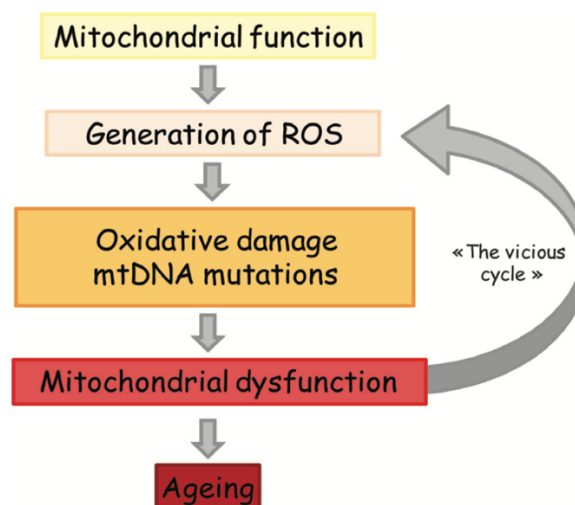 Mitochondrial function
Generation of ROS
Oxidative damage
mtDNA mutations
« The vicious
cycle »
Mitochondrial dysfunction
Ageing